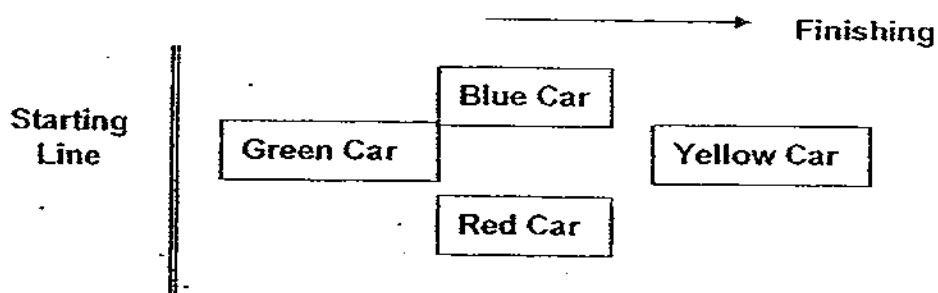 Finishing
Blue Car
Starting
Line
Green Car
Yellow Car
Red Car